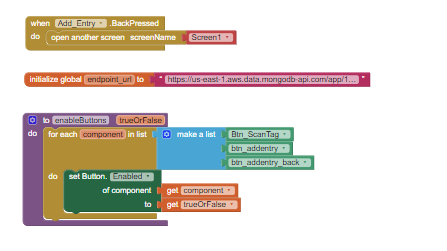 when Add_Entry .BackPressed
do open another screen screenName Screen1
initialize global endpoint_url to " https://us-east-1.aws.data.mongodb-api.com/app/1... "
to enableButtons trueOrFalse
do for each component in list make a list Btn_ScanTag
btn_addentry
btn_addentry_back
do set Button. Enabled
of component get component
to get trueOrFalse